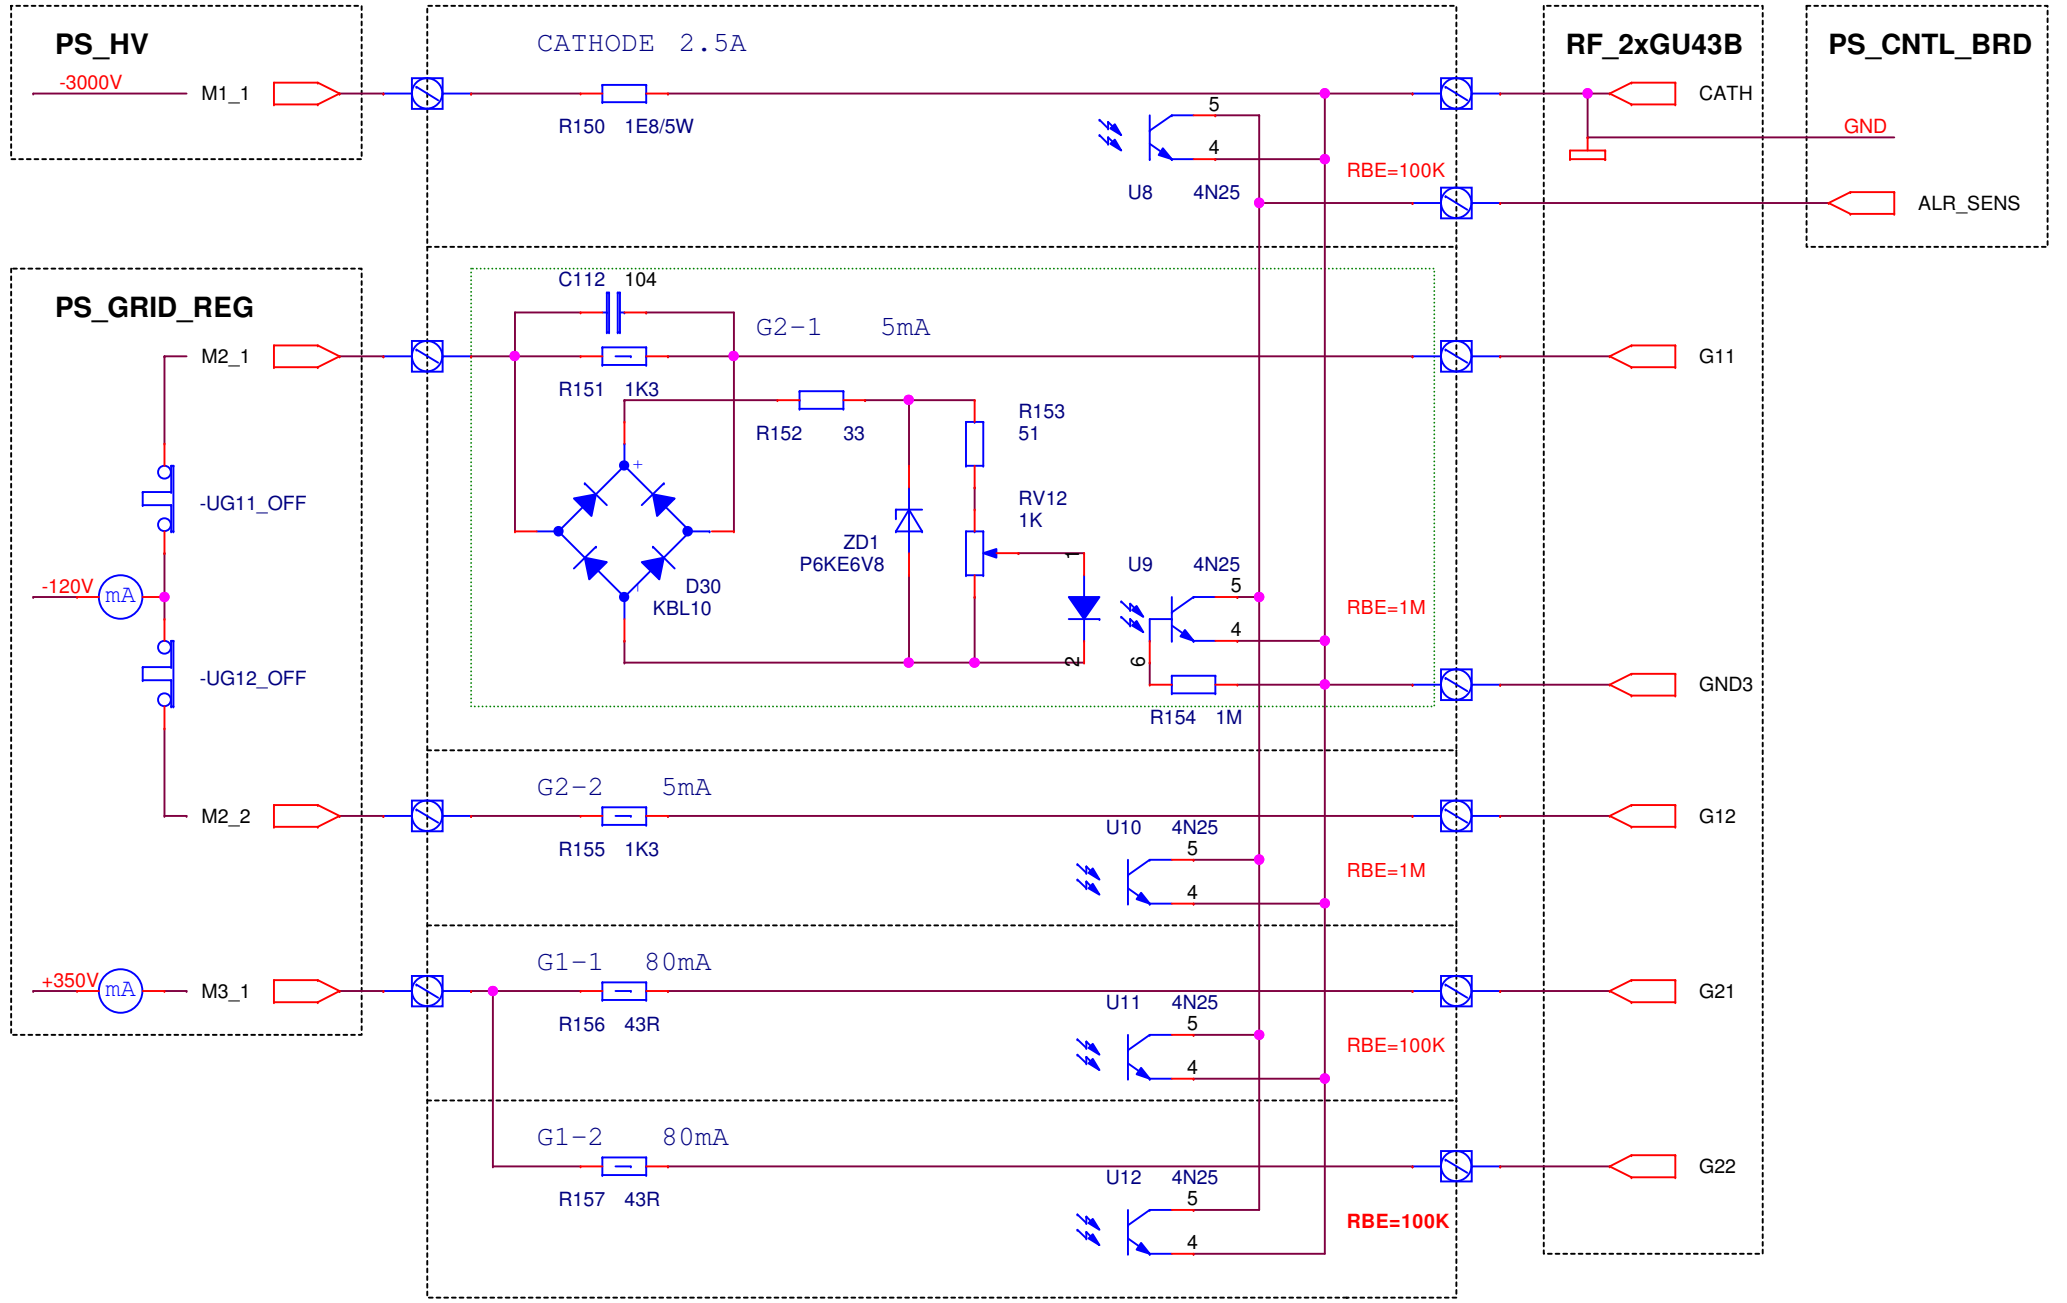 PS_HV
-3000V
M1_1
CATHODE 2.5A
R150 1E8/5W
5
4
U8 4N25
RBE=100K
RF_2xGU43B
CATH
PS_CNTL_BRD
GND
ALR_SENS
PS_GRID_REG
M2_1
-UG11_OFF
-120V
mA
-UG12_OFF
M2_2
+350V
mA
M3_1
C112 104
G2-1 5mA
R151 1K3
R152 33
R153
51
RV12
1K
ZD1
P6KE6V8
+
-
D30
KBL10
1
2
U9 4N25
5
4
6
RBE=1M
R154 1M
G11
GND3
G2-2 5mA
R155 1K3
U10 4N25
5
4
RBE=1M
G12
G1-1 80mA
R156 43R
U11 4N25
5
4
RBE=100K
G21
G1-2 80mA
R157 43R
U12 4N25
5
4
RBE=100K
G22